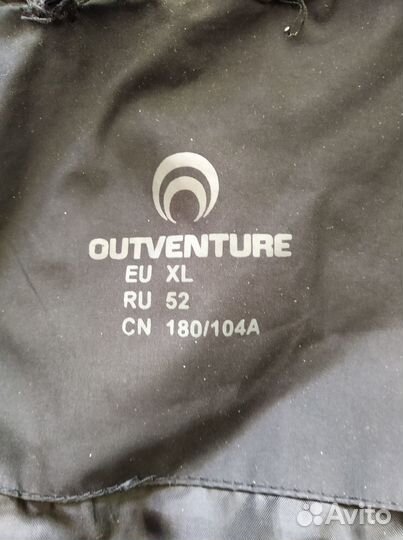 OUTVENTURE
EU XL
RU 52
CN 180/104A
Avito